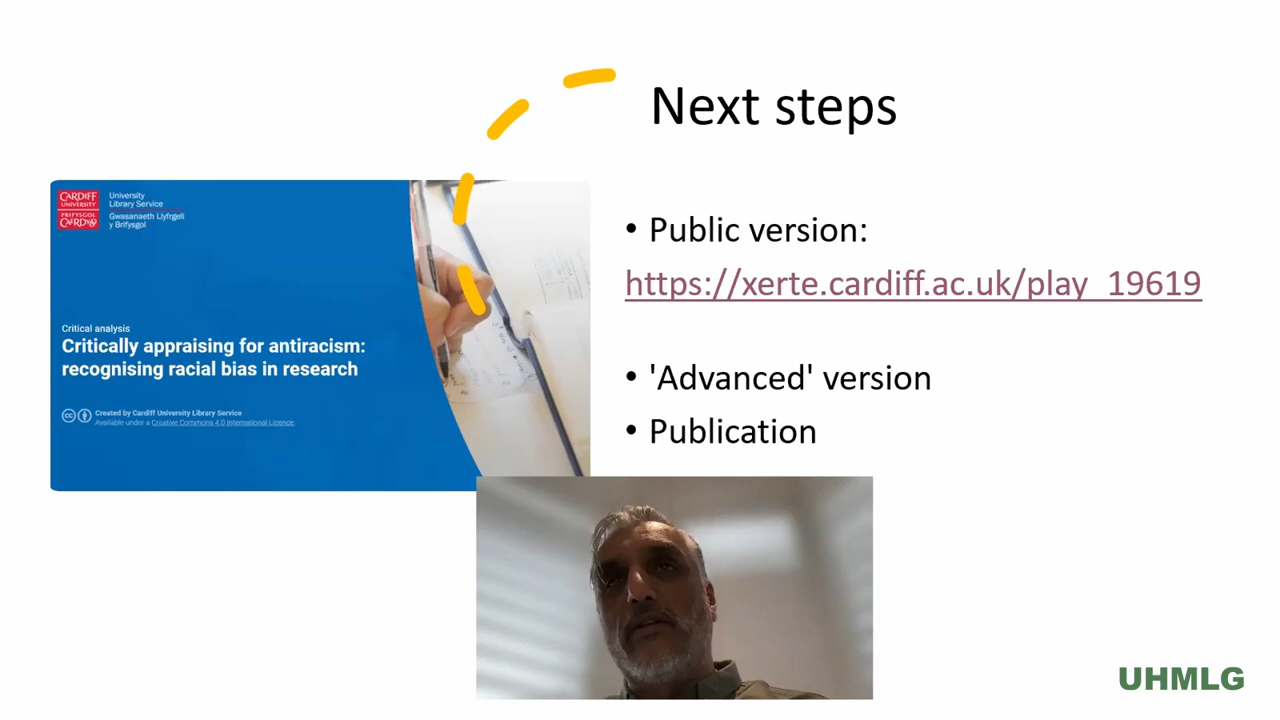 Next steps
CARDIFF
UNIVERSITY
PRIFYSGOL
CAERDYDD
University
Library Service
Gwasanaeth Llyfrgell
y Brifysgol
Critical analysis
Critically appraising for antiracism:
recognising racial bias in research
Created by Cardiff University Library Service
Available under a Creative Commons 4.0 International Licence.
• Public version:
https://xerte.cardiff.ac.uk/play_19619
• 'Advanced' version
• Publication
UHMLG